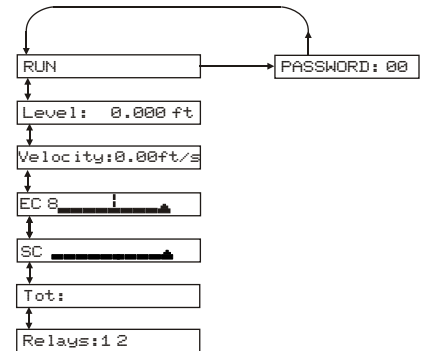 RUN
PASSWORD: 00
Level: 0.000 ft
Velocity:0.00ft/s
EC 8
SC
Tot:
Relays:1 2